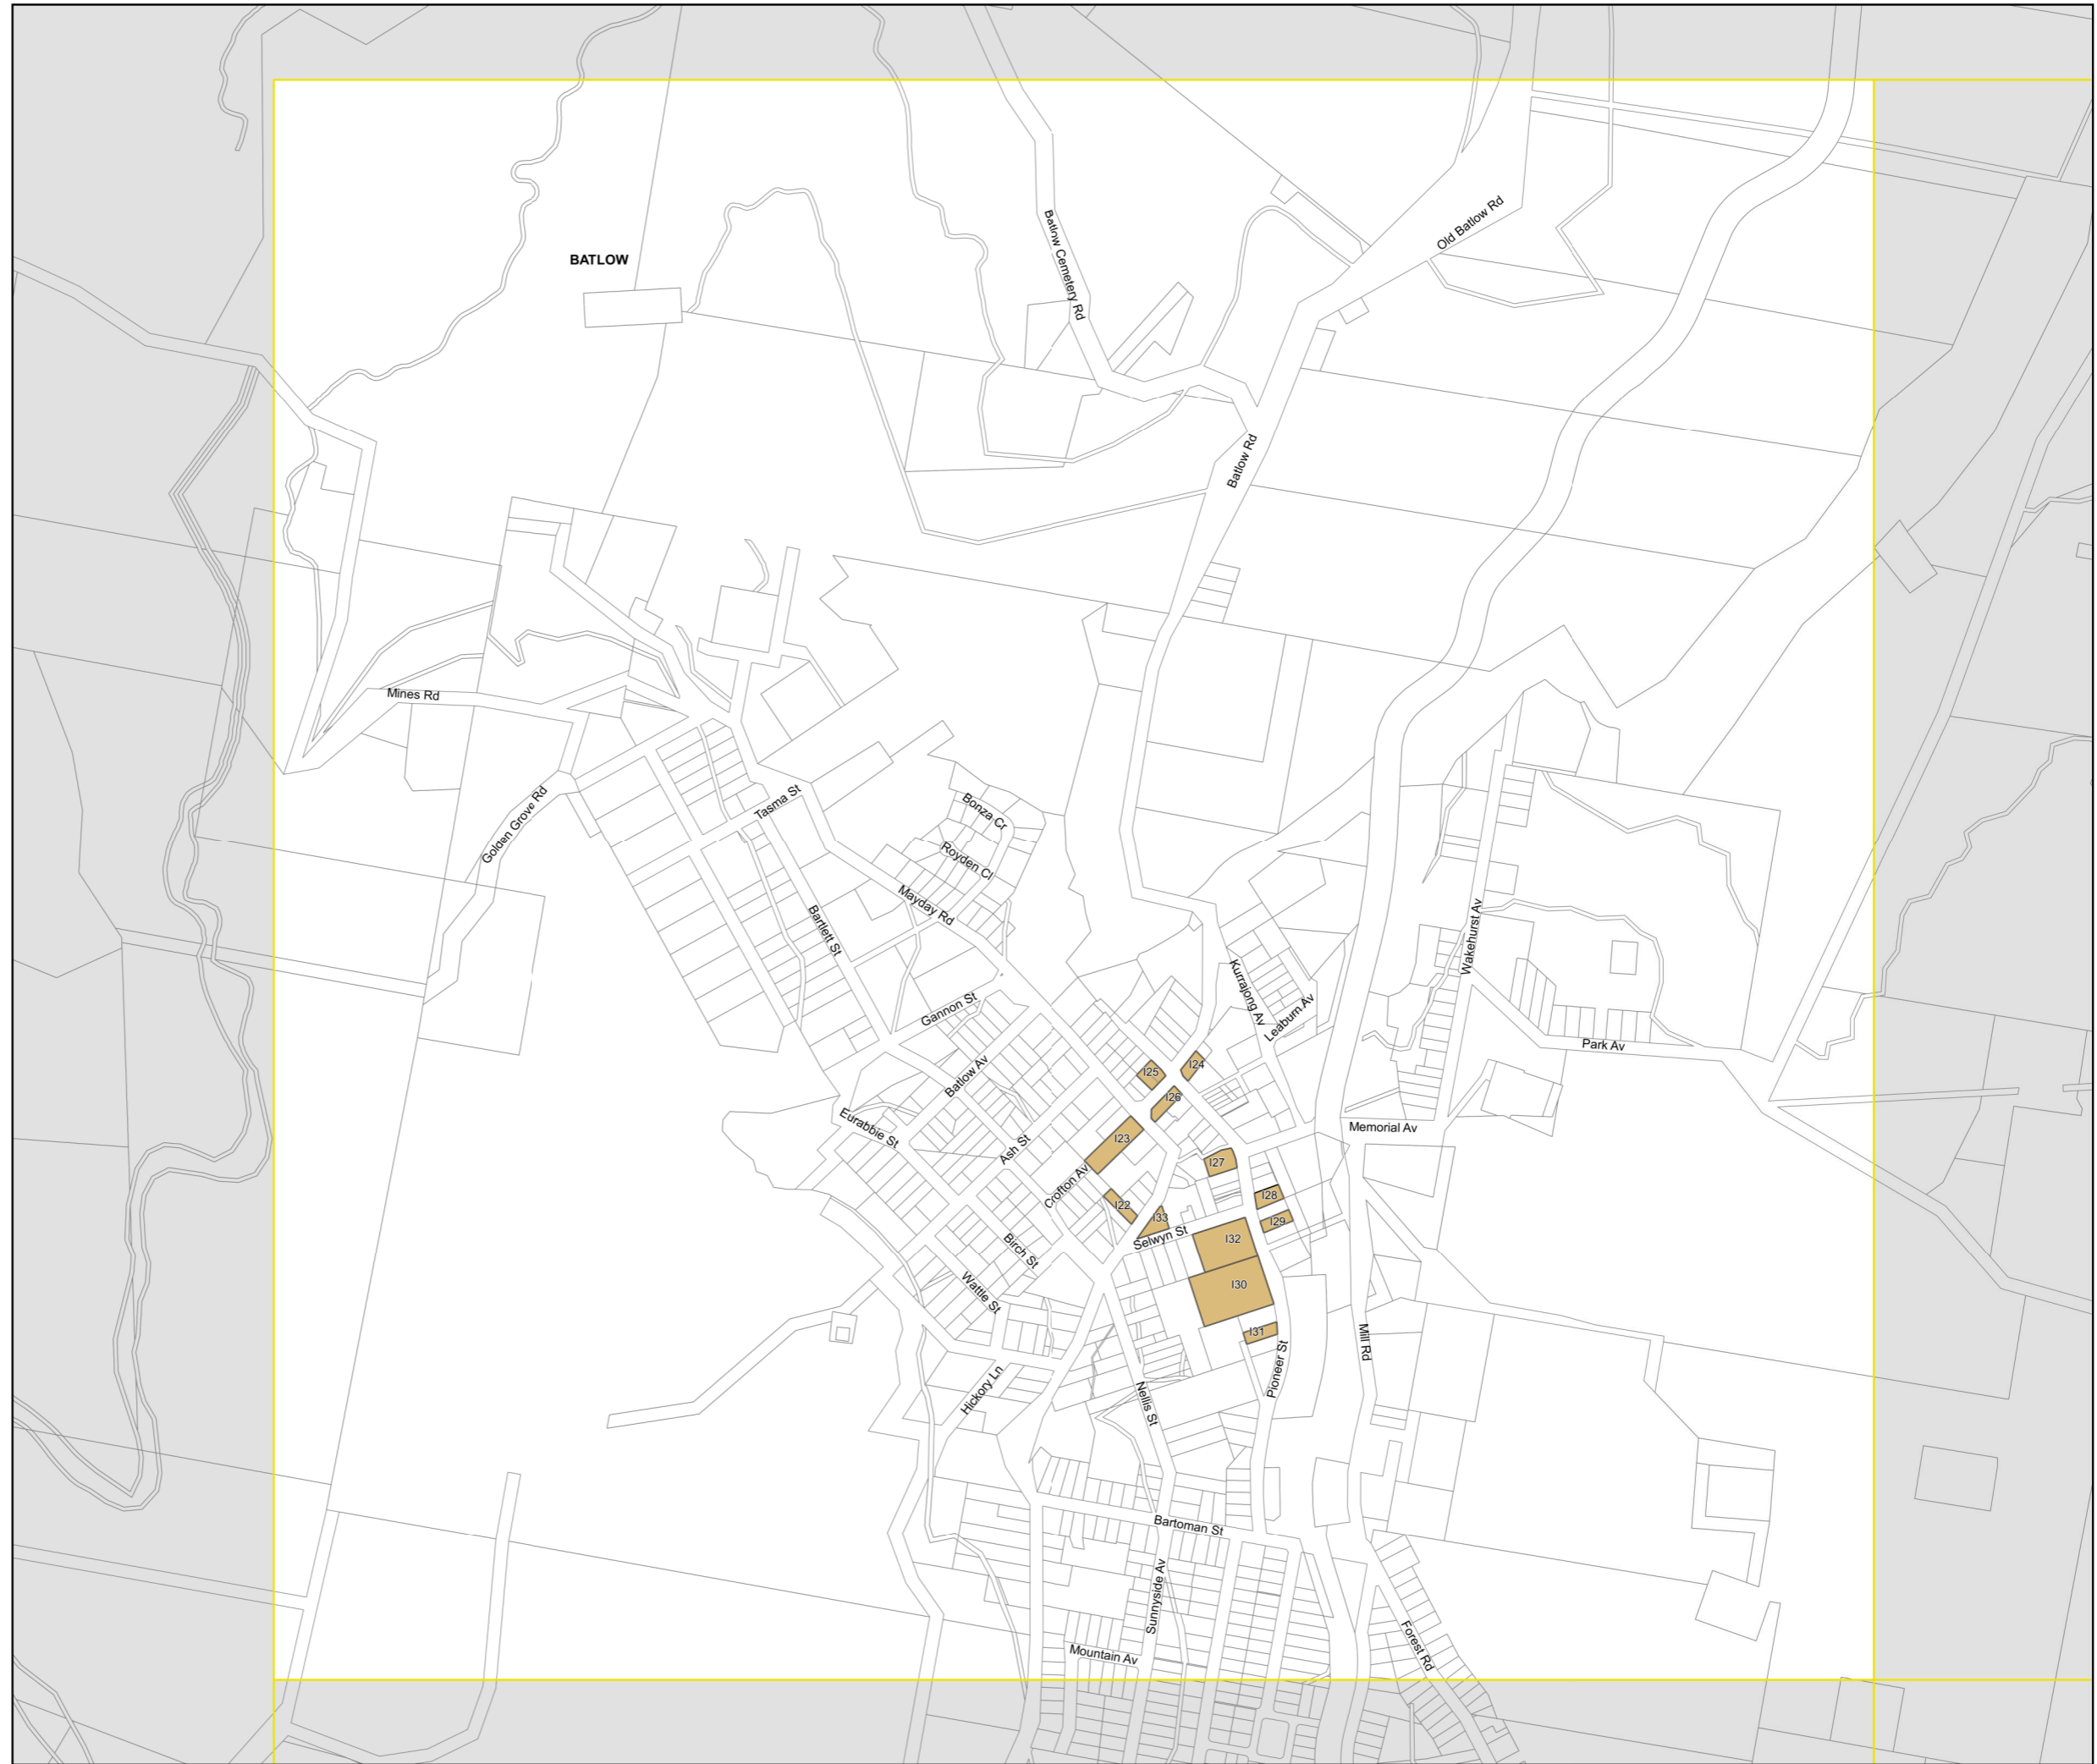 Old Batlow Rd
BATLOW
Batlow Cemetery Rd
Batlow Rd
Mines Rd
Tasma St
Bonza Cr
Golden Grove Rd
Royden Cl
Mayday Rd
Bartlett St
Wakehurst Av
Kurrajong Av
Gannon St
Leaburn Av
Park Av
I24
I25
Batlow Av
I26
Eurabbie St
Memorial Av
I23
Ash St
I27
Crofton Av
I28
I22
I33
I29
Selwyn St
I32
Birch St
I30
Wattle St
I31
Mill Rd
Pioneer St
Hickory Ln
Nellis St
Bartoman St
Sunnyside Av
Forest Rd
Mountain Av